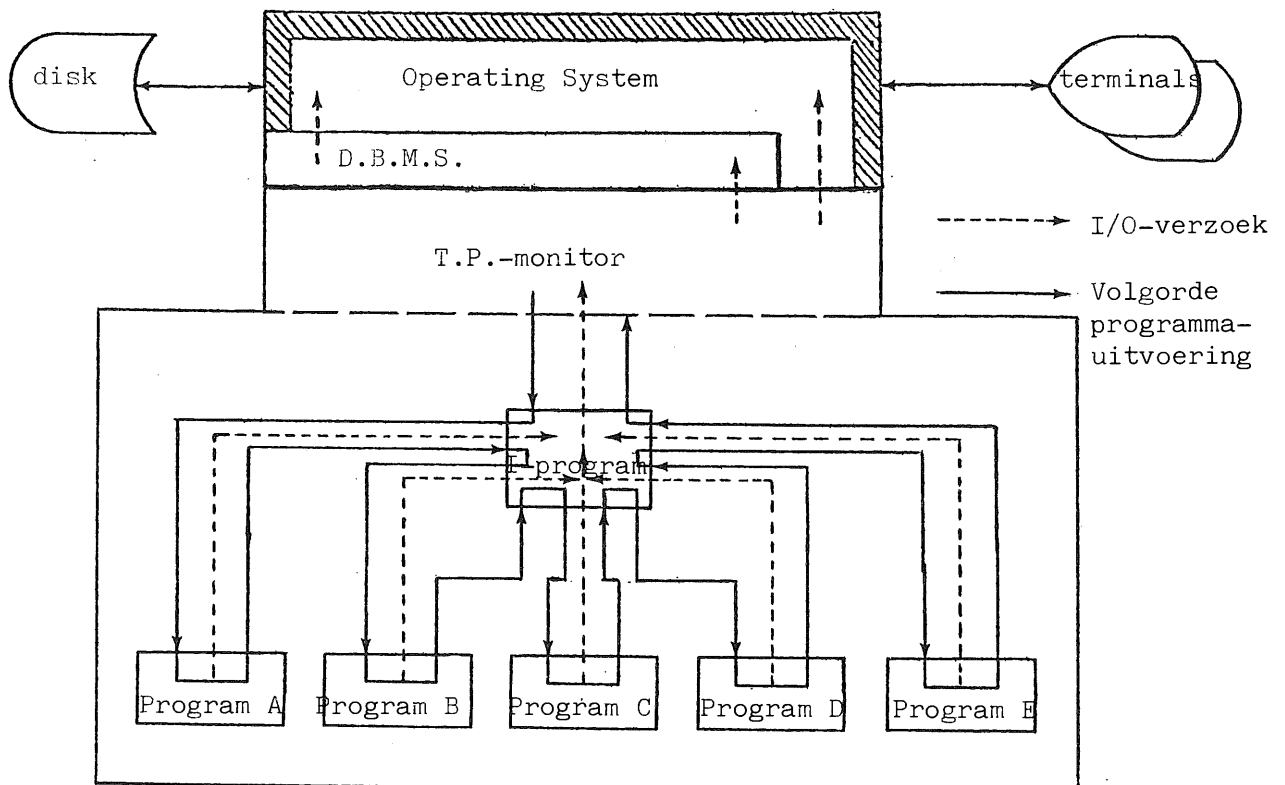 disk
Operating System
terminals
D.B.M.S.
I/O-verzoek
T.P.-monitor
Volgorde
programma-
uitvoering
I program
Program A
Program B
Program C
Program D
Program E